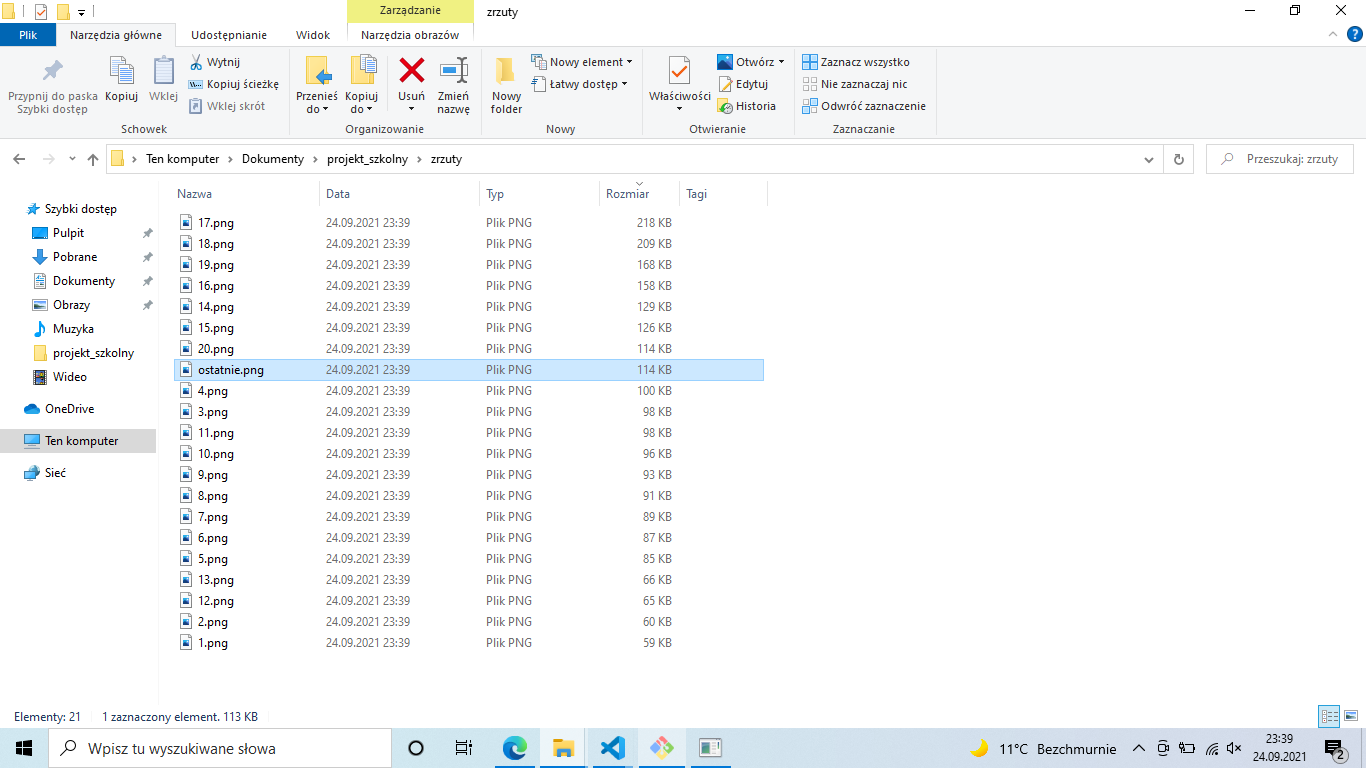 Zarządzanie
zrzuty
Plik
Narzędzia główne
Udostępnianie
Widok
Narzędzia obrazów
Przypnij do paska
Szybki dostęp
Kopiuj
Wklej
Wytnij
Kopiuj ścieżkę
Wklej skrót
Schowek
Przenieś
do
Kopiuj
do
Usuń
Zmień
nazwę
Organizowanie
Nowy
folder
Nowy element
Łatwy dostęp
Nowy
Właściwości
Otwórz
Edytuj
Historia
Otwieranie
Zaznacz wszystko
Nie zaznaczaj nic
Odwróć zaznaczenie
Zaznaczanie
Ten komputer > Dokumenty > projekt_szkolny > zrzuty
Przeszukaj: zrzuty
Szybki dostęp
Pulpit
Pobrane
Dokumenty
Obrazy
Muzyka
projekt_szkolny
Wideo
OneDrive
Ten komputer
Sieć
Nazwa Data Typ Rozmiar Tagi
17.png 24.09.2021 23:39 Plik PNG 218 KB
18.png 24.09.2021 23:39 Plik PNG 209 KB
19.png 24.09.2021 23:39 Plik PNG 168 KB
16.png 24.09.2021 23:39 Plik PNG 158 KB
14.png 24.09.2021 23:39 Plik PNG 129 KB
15.png 24.09.2021 23:39 Plik PNG 126 KB
20.png 24.09.2021 23:39 Plik PNG 114 KB
ostatnie.png 24.09.2021 23:39 Plik PNG 114 KB
4.png 24.09.2021 23:39 Plik PNG 100 KB
3.png 24.09.2021 23:39 Plik PNG 98 KB
11.png 24.09.2021 23:39 Plik PNG 98 KB
10.png 24.09.2021 23:39 Plik PNG 96 KB
9.png 24.09.2021 23:39 Plik PNG 93 KB
8.png 24.09.2021 23:39 Plik PNG 91 KB
7.png 24.09.2021 23:39 Plik PNG 89 KB
6.png 24.09.2021 23:39 Plik PNG 87 KB
5.png 24.09.2021 23:39 Plik PNG 85 KB
13.png 24.09.2021 23:39 Plik PNG 66 KB
12.png 24.09.2021 23:39 Plik PNG 65 KB
2.png 24.09.2021 23:39 Plik PNG 60 KB
1.png 24.09.2021 23:39 Plik PNG 59 KB
Elementy: 21 1 zaznaczony element. 113 KB
Wpisz tu wyszukiwane słowa
11°C Bezchmurnie
23:39
24.09.2021
2